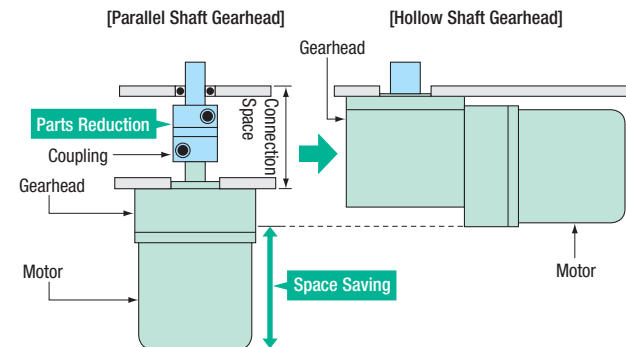 [Parallel Shaft Gearhead]
[Hollow Shaft Gearhead]
Gearhead
Parts Reduction
Connection
Space
Coupling
Gearhead
Motor
Space Saving
Motor